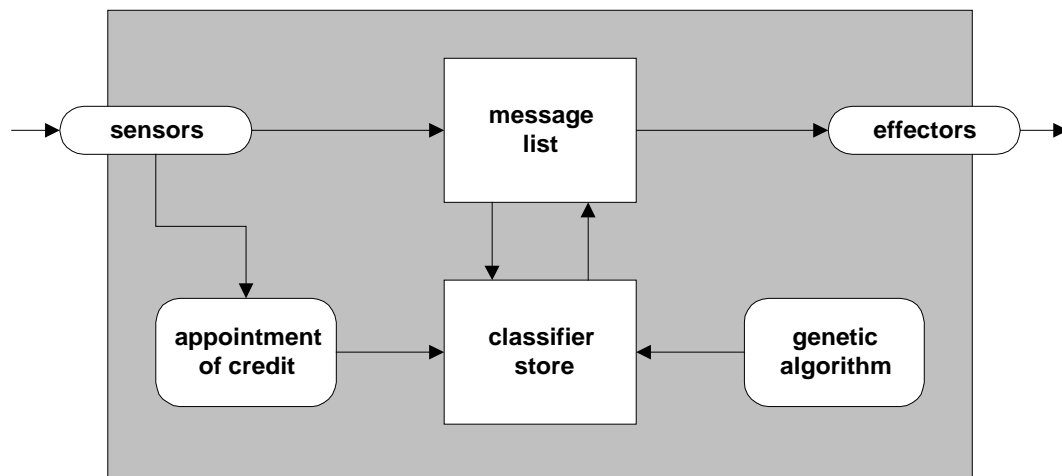 sensors
message
list
effectors
appointment
of credit
classifier
store
genetic
algorithm